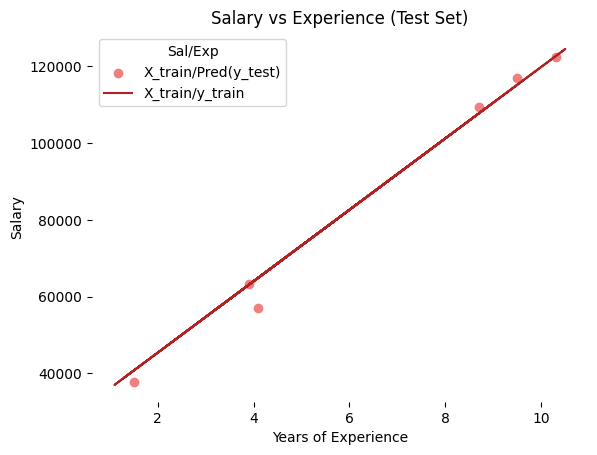 Salary vs Experience (Test Set)
Sal/Exp
X_train/Pred(y_test)
X_train/y_train
120000
100000
80000
60000
40000
Salary
2
4
6
8
10
Years of Experience